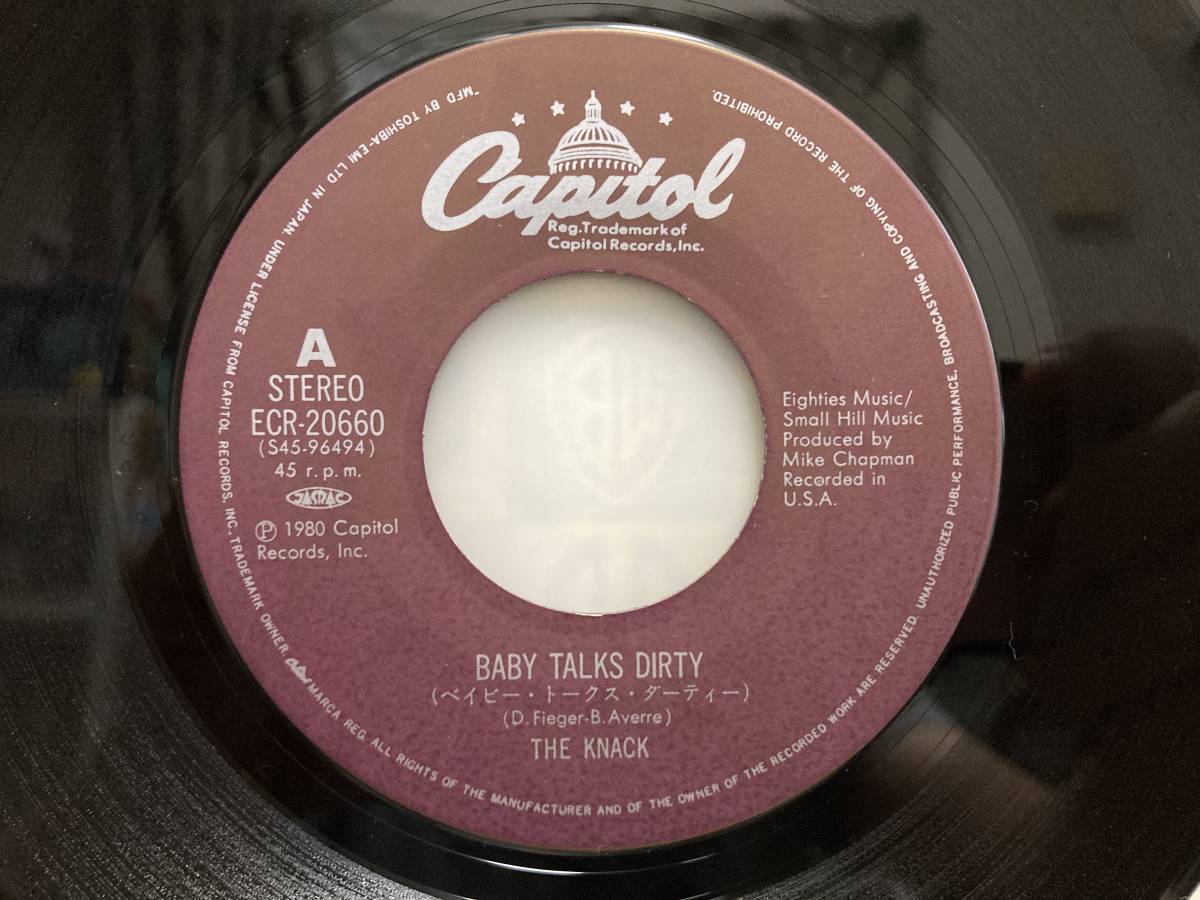 Capitol
Reg.Trademark of
Capitol Records,Inc.
A
STEREO
ECR-20660
(S45-96494)
45 r.p.m.
JASRAC
Ⓟ 1980 Capitol
Records, Inc.
Eighties Music/
Small Hill Music
Produced by
Mike Chapman
Recorded in
U.S.A.
BABY TALKS DIRTY
(ベイビー・トークス・ダーティー)
(D. Fieger-B. Averre)
THE KNACK
"MFD BY TOSHIBA-EMI LTD IN JAPAN. UNDER LICENSE FROM CAPITOL RECORDS, INC., TRADEMARK OWNER. MARCA REG. ALL RIGHTS OF THE MANUFACTURER AND OF THE OWNER OF THE RECORDED WORK ARE RESERVED. UNAUTHORIZED PUBLIC PERFORMANCE, BROADCASTING AND COPYING OF THE RECORD PROHIBITED.